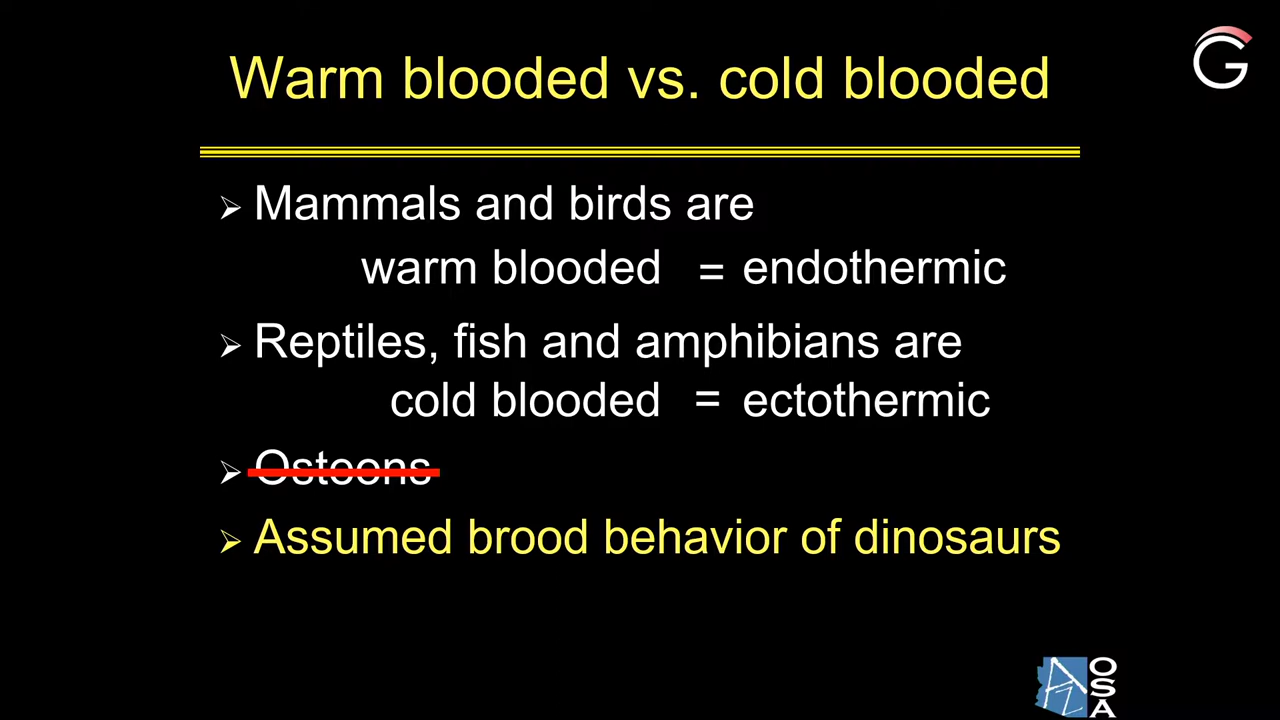 Warm blooded vs. cold blooded
Mammals and birds are
warm blooded = endothermic
Reptiles, fish and amphibians are
cold blooded = ectothermic
Osteons
Assumed brood behavior of dinosaurs
G
AZ
OSA